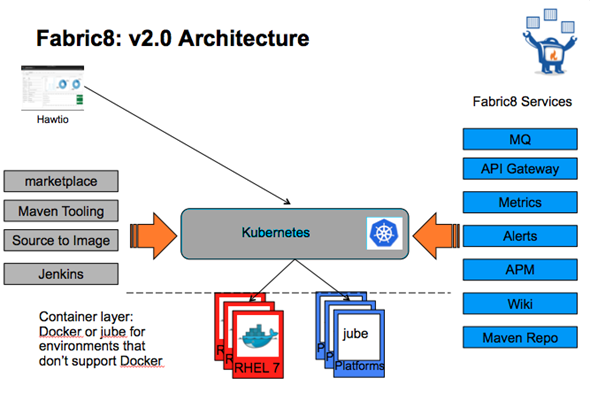 Fabric8: v2.0 Architecture
Hawtio
Fabric8 Services
marketplace
Maven Tooling
Source to Image
Jenkins
Kubernetes
MQ
API Gateway
Metrics
Alerts
APM
Wiki
Maven Repo
Container layer:
Docker or jube for
environments that
don't support Docker
R
R
RHEL 7
P
P
jube
Platforms